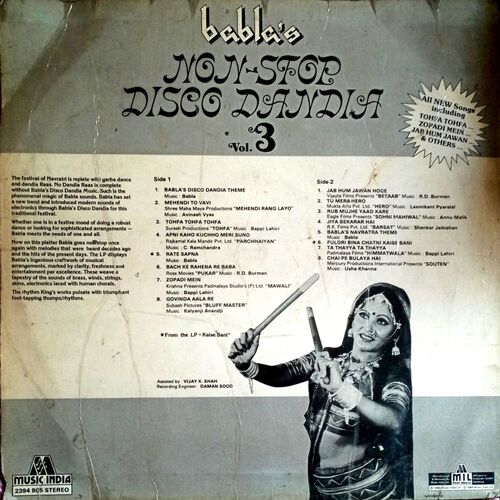 babla's
NON-STOP
DISCO DANDIA
Vol. 3
All NEW Songs
including
TOHFA TOHFA
ZOPADI MEIN
JAB HUM JAWAN
& OTHERS ...
The festival of Navratri is replete with garba
dance and dandia Raas. No Dandia Raas is complete
without Babla's Disco Dandia Music. Such is the
phenomenal magic of Babla sounds. Babla has set
a new trend and introduced modern sounds of
electronics through Babla's Disco Dandia for this
traditional festival.
Whether one is in a festive mood of doing a robust
dance or looking for sophisticated arrangements —
Babla meets the needs of one and all.
Now on this platter Babla goes nonstop once
again with melodies that were heard decades ago
and the hits of the present days. The LP displays
Babla's ingenious craftwork of musical
arrangements, marked by clarity, freshness and
entertainment par excellence. These weave a
tapestry of the sounds of brass, winds, strings,
skins, electronics laced with human chorals.
The rhythm King's works pulsate with triumphant
foot-tapping thumps/rhythms.
Side 1
1. BABLA'S DISCO DANDIA THEME
Music : Babla
2. MEHENDI TO VAVI
Shree Maha Movie Productions "MEHENDI RANG LAYO"
Music : Avinash Vyas
3. TOHFA TOHFA TOHFA
Suresh Productions "TOHFA" Music : Bappi Lahiri
4. APNI KAHO KUCHHO MERI SUNO
Rajkamal Kala Mandir Pvt. Ltd. "PARCHHAIYAN"
Music : C. Ramchandra
* 5. RATE SAPNA
Music : Babla
6. BACH KE RAHENA RE BABA
Rose Movies "PUKAR" Music : R.D. Burman
7. ZOPADI MEIN
Krishna Presents Padmalaya Studio's (P) Ltd. "MAWALI"
Music : Bappi Lahiri
8. GOVINDA AALA RE
Subash Pictures "BLUFF MASTER"
Music : Kalyanji Anandji
*From the LP - Kaise Bani"
Assisted by : VIJAY K. SHAH
Recording Engineer : DAMAN SOOD
Side 2
1. JAB HUM JAWAN HOGE
Vijayta Films Presents "BETAAB" Music : R.D. Burman
2. TU MERA HERO
Mukta Arts Pvt. Ltd. "HERO" Music : Laxmikant Pyarelal
3. RUB MUJHE YAAD KARE
Eagle Films Presents "SOHNI MAHIWAL" Music : Annu Malik
4. JIYA BEKARAR HAI
R.K. Films Pvt. Ltd. "BARSAT" Music : Shankar Jaikishan
5. BABLA'S NAVRATRA THEME
Music : Babla
* 6. FULORI BINA CHATNI KAISE BANI
7. TA THAIYA TA THAIYA
Padmalaya Films "HIMMATWALA" Music : Bappi Lahiri
8. CHAI PE BULAYA HAI
Mercury Productions International Presents "SOUTEN"
Music : Usha Khanna
MUSIC INDIA
2394 805 STEREO
MIL